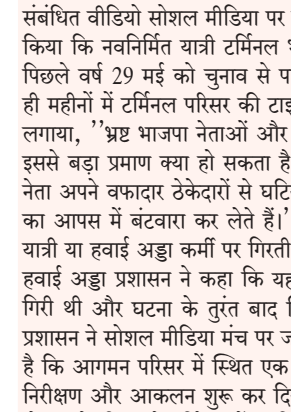 संबंधित वीडियो सोशल मीडिया पर
किया कि नवनिर्मित यात्री टर्मिनल
पिछले वर्ष 29 मई को चुनाव से
ही महीनों में टर्मिनल परिसर की
लगाया, ’’भ्रष्ट भाजपा नेताओं और
इससे बड़ा प्रमाण क्या हो सकता है
नेता अपने वफादार ठेकेदारों से
का आपस में बंटवारा कर लेते हैं।’
यात्री या हवाई अड्डा कर्मी पर गिरती
हवाई अड्डा प्रशासन ने कहा कि
गिरी थी और घटना के तुरंत बाद
प्रशासन ने सोशल मीडिया मंच पर
है कि आगमन परिसर में स्थित एक
निरीक्षण और आकलन शुरू कर